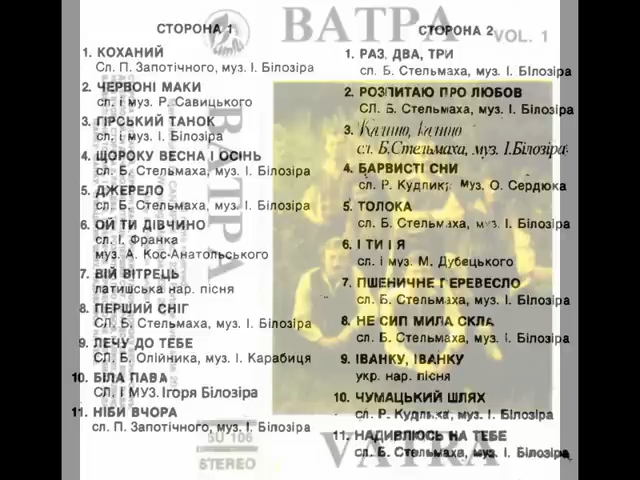 ВАТРА
VOL. 1
СТОРОНА 1
1. КОХАНИЙ
Сл. П. Запотічного, муз. І. Білозіра
2. ЧЕРВОНІ МАКИ
сл. і муз. Р. Савицького
3. ГІРСЬКИЙ ТАНОК
сл. і муз. І. Білозіра
4. ЩОРОКУ ВЕСНА І ОСІНЬ
сл. Б. Стельмаха, муз. І. Білозіра
5. ДЖЕРЕЛО
сл. Б. Стельмаха, муз. І. Білозіра
6. ОЙ ТИ ДІВЧИНО
сл. І. Франка
муз. А. Кос-Анатольського
7. ВІЙ ВІТРЕЦЬ
латишська нар. пісня
8. ПЕРШИЙ СНІГ
сл. Б. Стельмаха, муз. І. Білозіра
9. ЛЕЧУ ДО ТЕБЕ
СЛ. Б. Олійника, муз. І. Карабиця
10. БІЛА ПАВА
СЛ. І МУЗ. Ігоря Білозіра
11. НІБИ ВЧОРА
сл. П. Запотічного, муз. І. Білозіра
СТОРОНА 2
1. РАЗ, ДВА, ТРИ
сл. Б. Стельмаха, муз. І. Білозіра
2. РОЗПИТАЮ ПРО ЛЮБОВ
СЛ. Б. Стельмаха, муз. І. Білозіра
3. Калино, калино
сл. Б.Стельмаха, муз. І.Білозіра
4. БАРВИСТІ СНИ
сл. Р. Кудлик, Муз. О. Сердюка
5. ТОЛОКА
сл. Б. Стельмаха, муз. І. Білозіра
6. І ТИ І Я
сл. і муз. М. Дубецького
7. ПШЕНИЧНЕ ПЕРЕВЕСЛО
сл. Б. Стельмаха, муз. І. Білозіра
8. НЕ СИП МИЛА СКЛА
сл. Б. Стельмаха, муз. І. Білозіра
9. ІВАНКУ, ІВАНКУ
укр. нар. пісня
10. ЧУМАЦЬКИЙ ШЛЯХ
сл. Р. Кудлика, муз. І. Білозіра
11. НАДИВЛЮСЬ НА ТЕБЕ
сл. Б. Стельмаха, муз. І. Білозіра
ВАТРА
SU 106
STEREO
VATRA